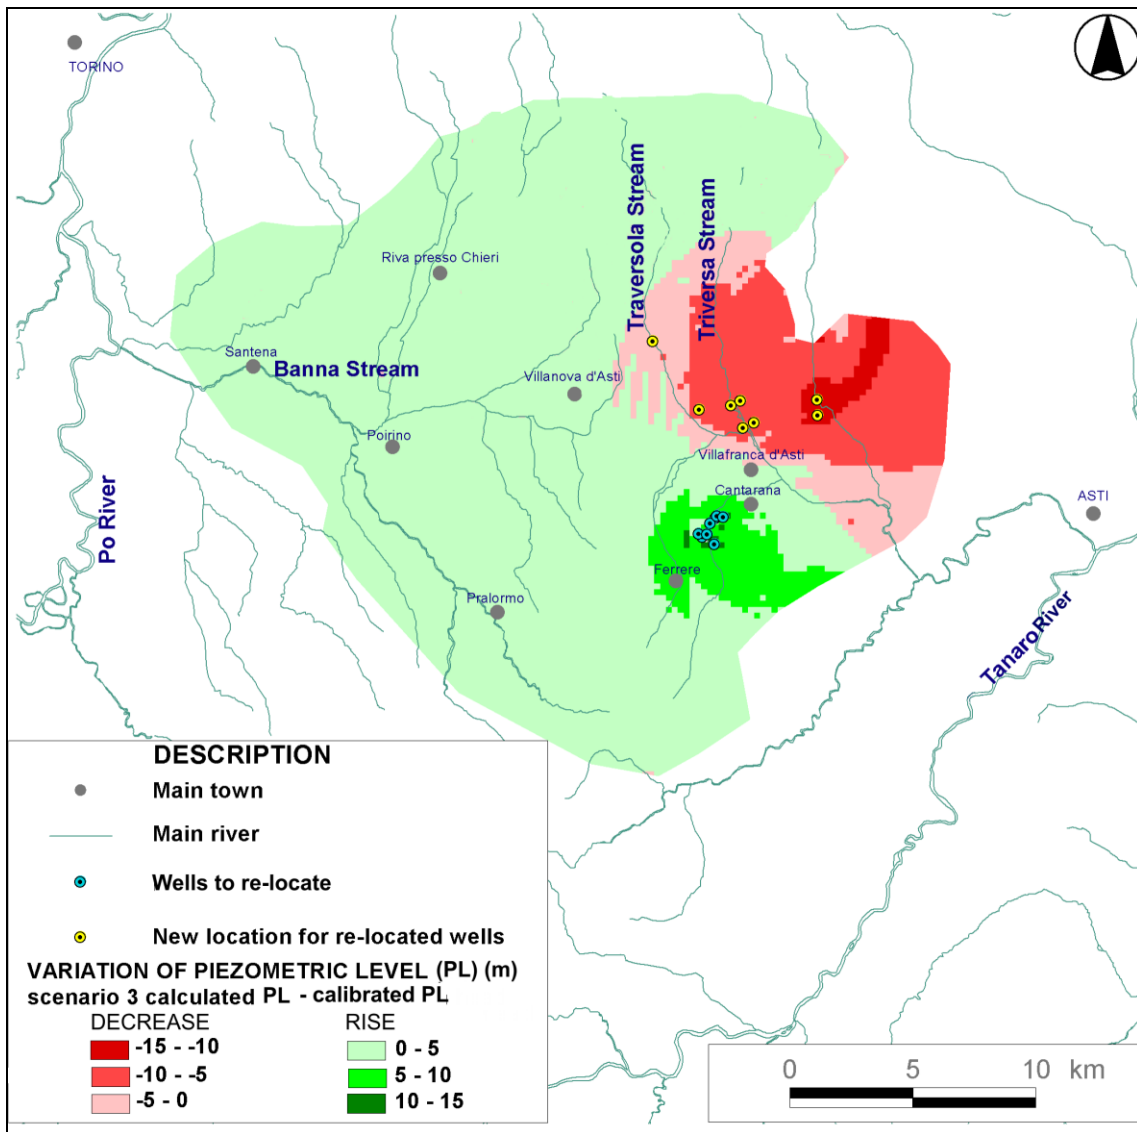 TORINO
Traversola Stream
Triversa Stream
Riva presso Chieri
Santena
Banna Stream
Villanova d'Asti
Poirino
Villafranca d'Asti
Cantarana
ASTI
Po River
Ferrere
Pralormo
Tanaro River
DESCRIPTION
Main town
Main river
Wells to re-locate
New location for re-located wells
VARIATION OF PIEZOMETRIC LEVEL (PL) (m)
scenario 3 calculated PL - calibrated PL
DECREASE RISE
-15 - -10 0 - 5
-10 - -5 5 - 10
-5 - 0 10 - 15
0 5 10 km